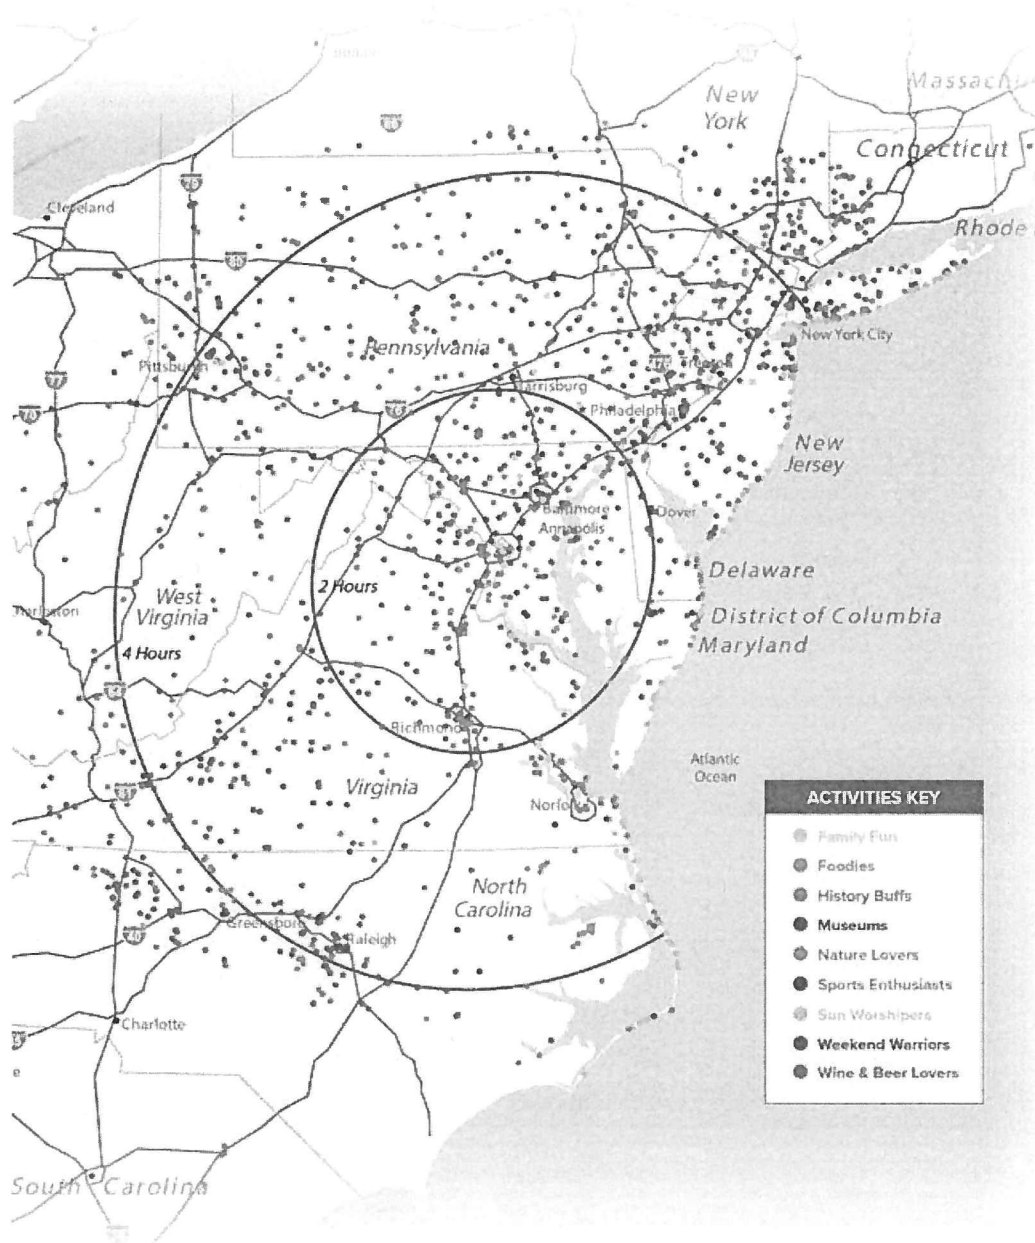 New
York
Massach
Connecticut
Rhode
Cleveland
New York City
Pennsylvania
Pittsburgh
Trenton
Harrisburg
Philadelphia
New
Jersey
Baltimore
Annapolis
Dover
2 Hours
Delaware
West
Virginia
District of Columbia
Maryland
4 Hours
Richmond
Atlantic
Ocean
Virginia
Norfolk
North
Carolina
Greensboro
Raleigh
Charlotte
South Carolina
ACTIVITIES KEY
Family Fun
Foodies
History Buffs
Museums
Nature Lovers
Sports Enthusiasts
Sun Worshipers
Weekend Warriors
Wine & Beer Lovers